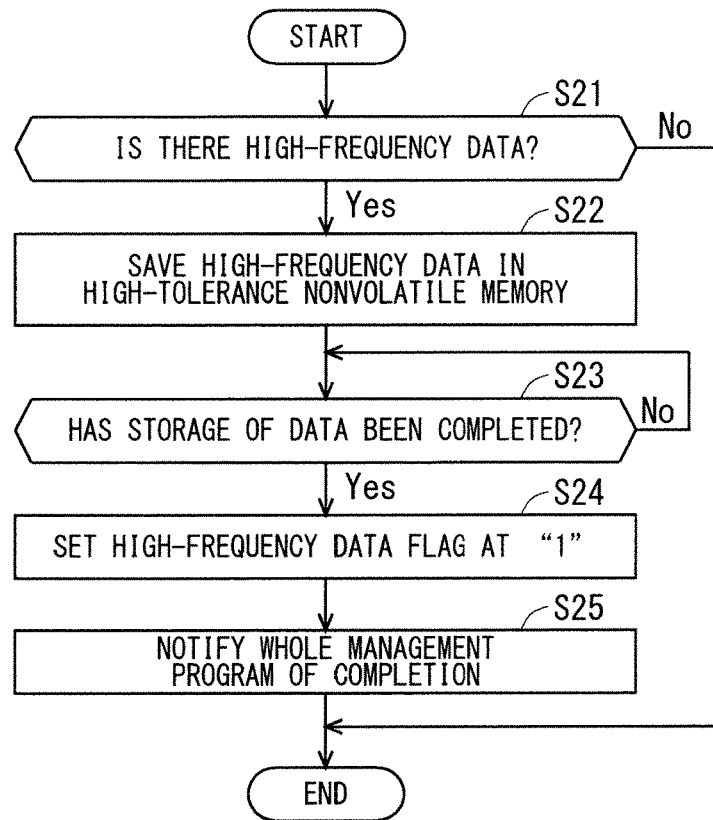 START
S21
IS THERE HIGH-FREQUENCY DATA?
No
Yes
S22
SAVE HIGH-FREQUENCY DATA IN
HIGH-TOLERANCE NONVOLATILE MEMORY
S23
HAS STORAGE OF DATA BEEN COMPLETED?
No
Yes
S24
SET HIGH-FREQUENCY DATA FLAG AT “1”
S25
NOTIFY WHOLE MANAGEMENT
PROGRAM OF COMPLETION
END